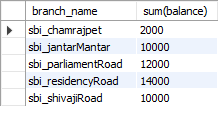 branch_name sum(balance)
sbi_chamrajpet 2000
sbi_jantarMantar 10000
sbi_parliamentRoad 12000
sbi_residencyRoad 14000
sbi_shivajiRoad 10000